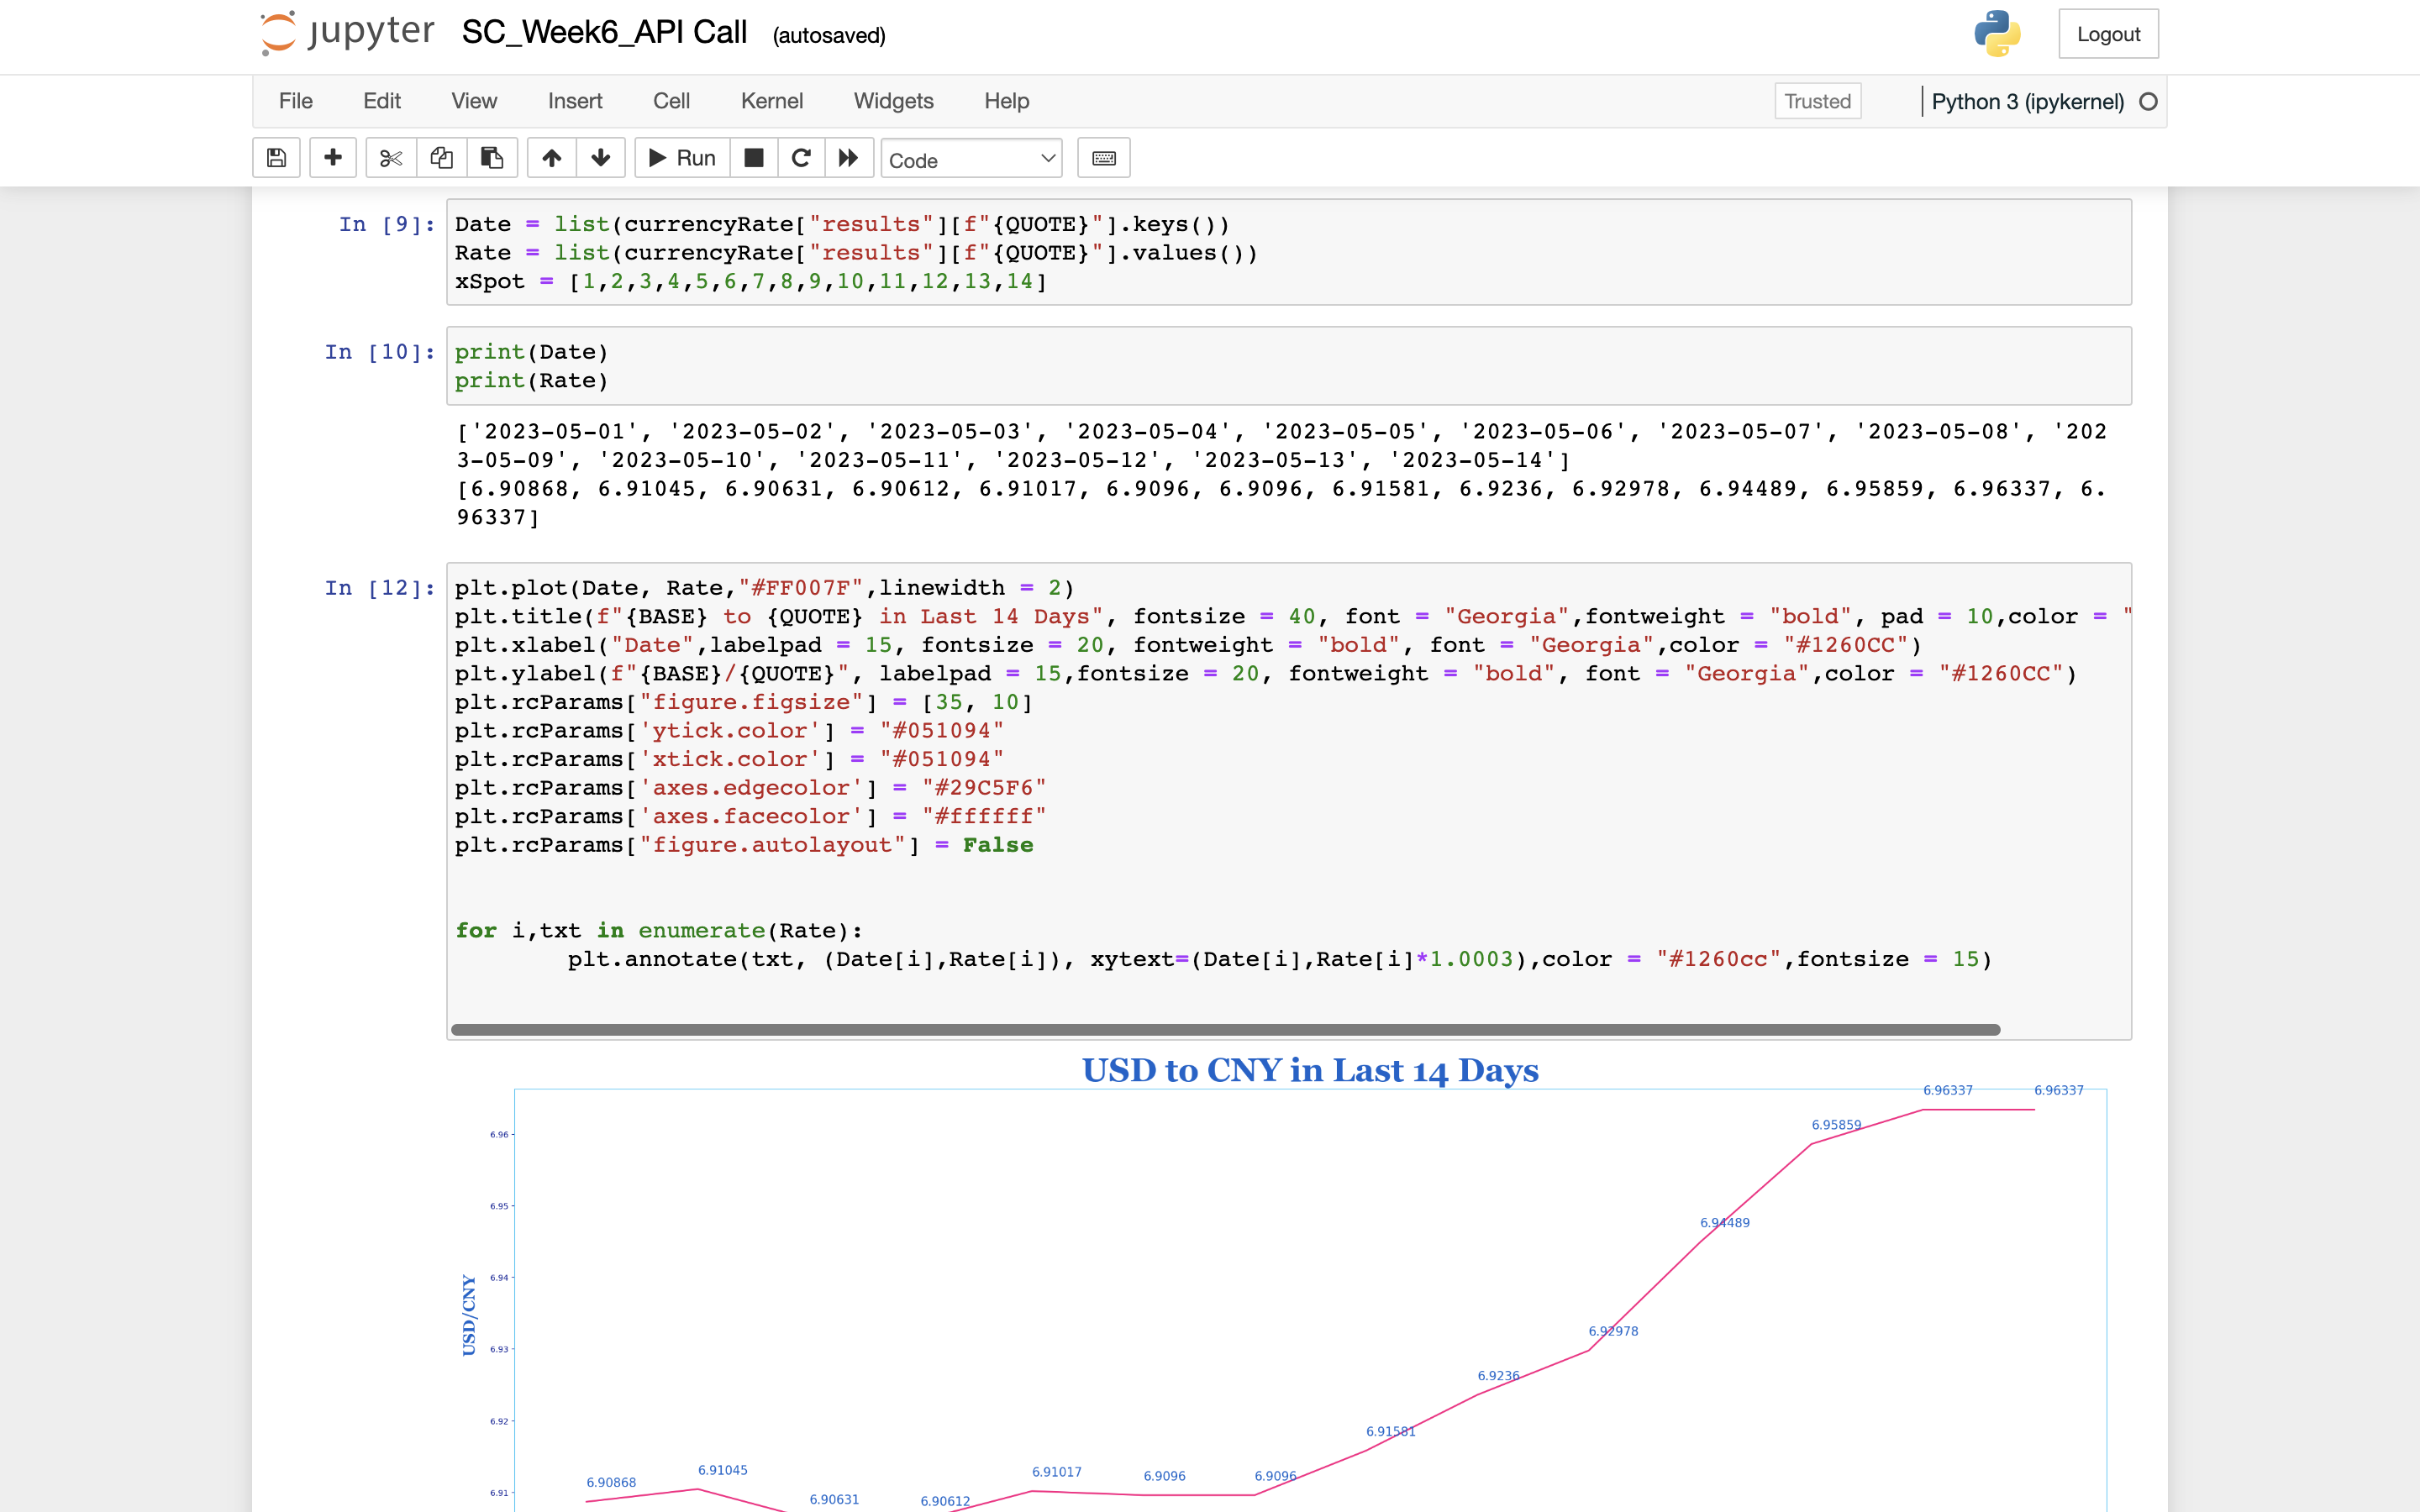 jupyter SC_Week6_API Call (autosaved) Logout
File Edit View Insert Cell Kernel Widgets Help Trusted Python 3 (ipykernel)
Run Code
In [9]: Date = list(currencyRate["results"][f"{QUOTE}"].keys())
Rate = list(currencyRate["results"][f"{QUOTE}"].values())
xSpot = [1,2,3,4,5,6,7,8,9,10,11,12,13,14]
In [10]: print(Date)
print(Rate)
['2023-05-01', '2023-05-02', '2023-05-03', '2023-05-04', '2023-05-05', '2023-05-06', '2023-05-07', '2023-05-08', '202
3-05-09', '2023-05-10', '2023-05-11', '2023-05-12', '2023-05-13', '2023-05-14']
[6.90868, 6.91045, 6.90631, 6.90612, 6.91017, 6.9096, 6.9096, 6.91581, 6.9236, 6.92978, 6.94489, 6.95859, 6.96337, 6.
96337]
In [12]: plt.plot(Date, Rate,"#FF007F",linewidth = 2)
plt.title(f"{BASE} to {QUOTE} in Last 14 Days", fontsize = 40, font = "Georgia",fontweight = "bold", pad = 10,color = "
plt.xlabel("Date",labelpad = 15, fontsize = 20, fontweight = "bold", font = "Georgia",color = "#1260CC")
plt.ylabel(f"{BASE}/{QUOTE}", labelpad = 15,fontsize = 20, fontweight = "bold", font = "Georgia",color = "#1260CC")
plt.rcParams["figure.figsize"] = [35, 10]
plt.rcParams['ytick.color'] = "#051094"
plt.rcParams['xtick.color'] = "#051094"
plt.rcParams['axes.edgecolor'] = "#29C5F6"
plt.rcParams['axes.facecolor'] = "#ffffff"
plt.rcParams["figure.autolayout"] = False
for i,txt in enumerate(Rate):
plt.annotate(txt, (Date[i],Rate[i]), xytext=(Date[i],Rate[i]*1.0003),color = "#1260cc",fontsize = 15)
USD to CNY in Last 14 Days
6.96337 6.96337
6.95859
6.96
6.95
6.94489
6.94
USD/CNY
6.92978
6.93
6.9236
6.92
6.91581
6.90868 6.91045 6.91017 6.9096 6.9096
6.91
6.90631 6.90612